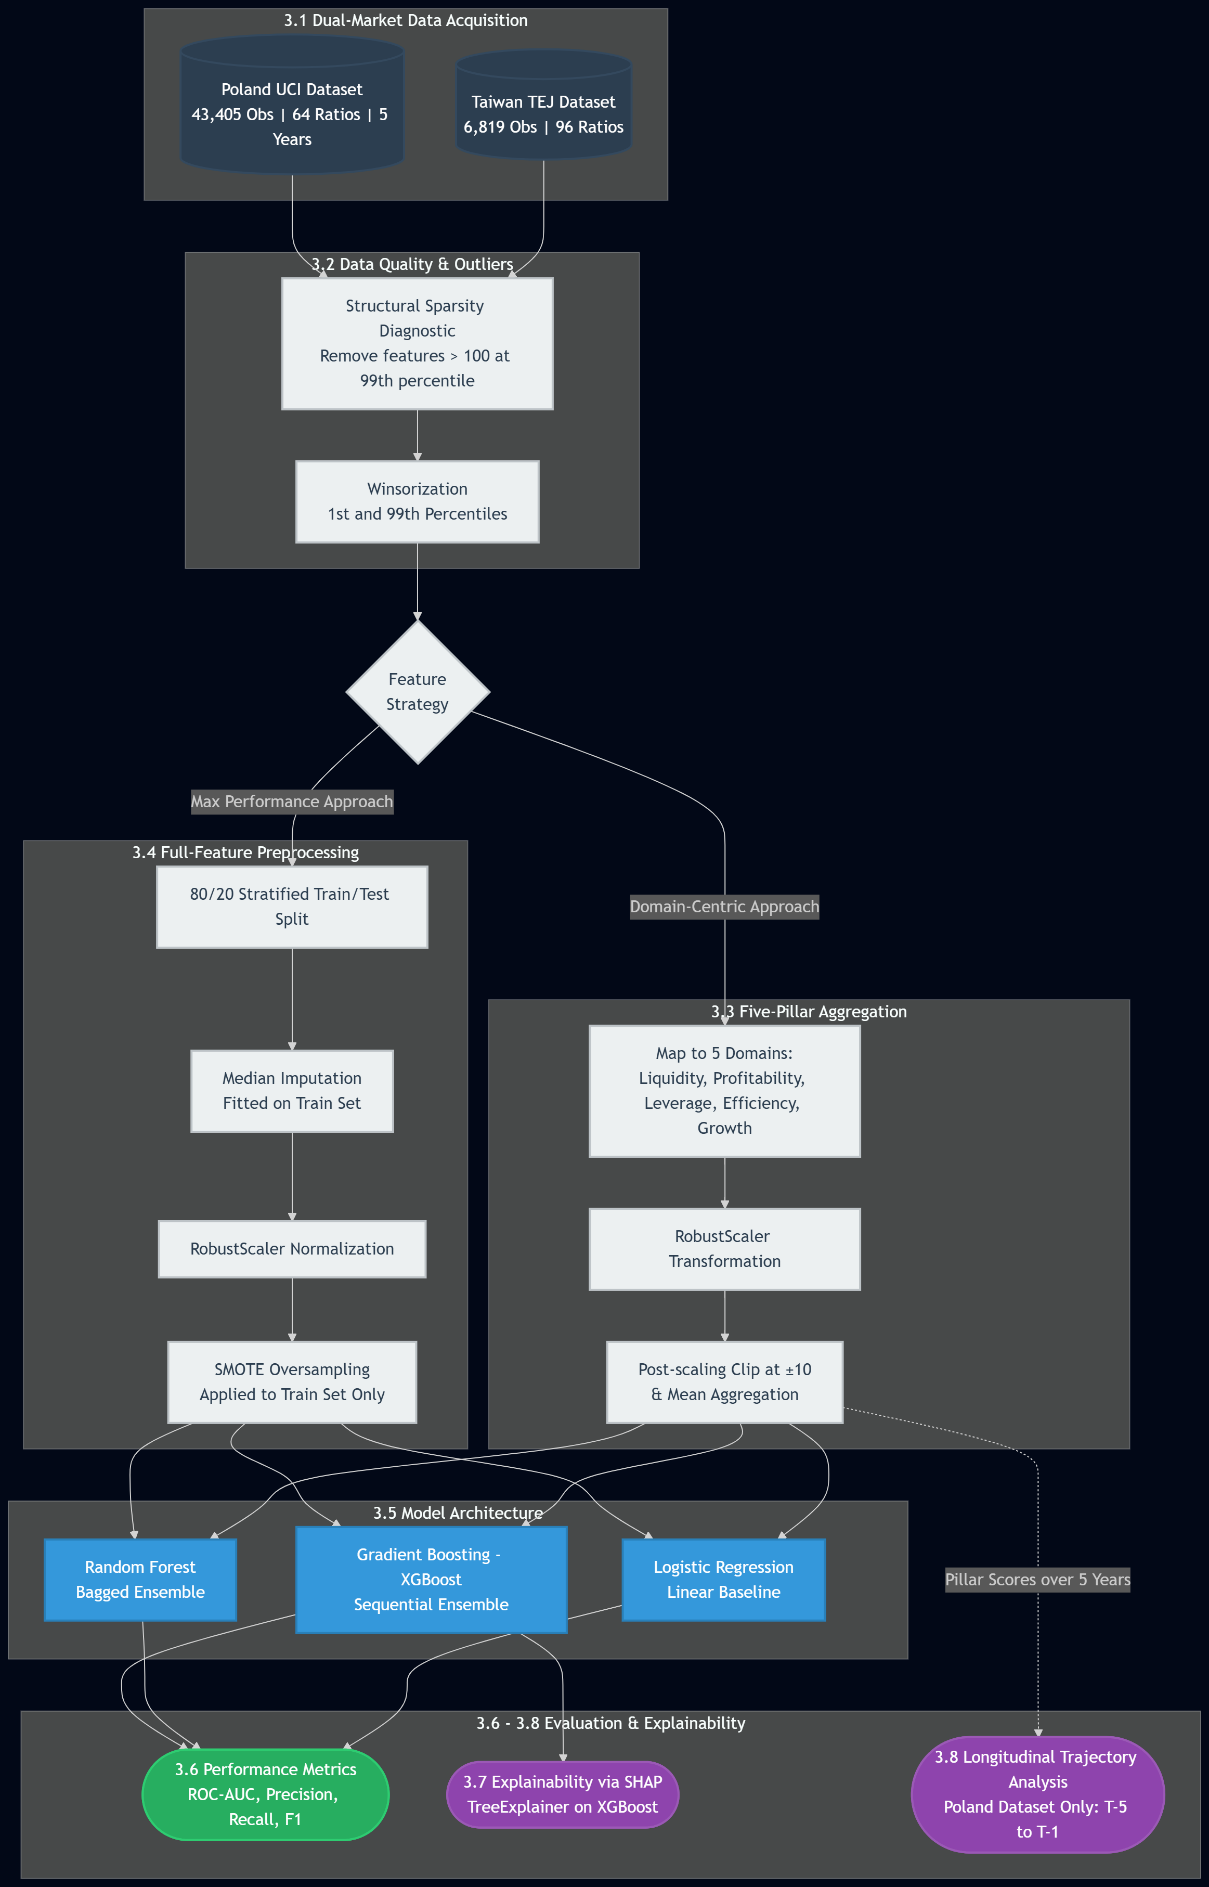 3.1 Dual-Market Data Acquisition
Poland UCI Dataset
43,405 Obs | 64 Ratios | 5
Years
Taiwan TEJ Dataset
6,819 Obs | 96 Ratios
3.2 Data Quality & Outliers
Structural Sparsity
Diagnostic
Remove features > 100 at
99th percentile
Winsorization
1st and 99th Percentiles
Feature
Strategy
Max Performance Approach
Domain-Centric Approach
3.4 Full-Feature Preprocessing
80/20 Stratified Train/Test
Split
Median Imputation
Fitted on Train Set
RobustScaler Normalization
SMOTE Oversampling
Applied to Train Set Only
3.3 Five-Pillar Aggregation
Map to 5 Domains:
Liquidity, Profitability,
Leverage, Efficiency,
Growth
RobustScaler
Transformation
Post-scaling Clip at ±10
& Mean Aggregation
3.5 Model Architecture
Random Forest
Bagged Ensemble
Gradient Boosting -
XGBoost
Sequential Ensemble
Logistic Regression
Linear Baseline
Pillar Scores over 5 Years
3.6 - 3.8 Evaluation & Explainability
3.6 Performance Metrics
ROC-AUC, Precision,
Recall, F1
3.7 Explainability via SHAP
TreeExplainer on XGBoost
3.8 Longitudinal Trajectory
Analysis
Poland Dataset Only: T-5
to T-1